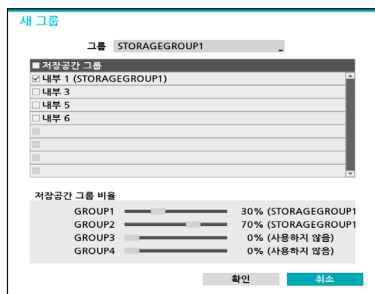 새 그룹
그룹 STORAGEGROUP1
저장공간 그룹
내부 1 (STORAGEGROUP1)
내부 3
내부 5
내부 6
저장공간 그룹 비율
GROUP1 30% (STORAGEGROUP1
GROUP2 70% (STORAGEGROUP1
GROUP3 0% (사용하지 않음)
GROUP4 0% (사용하지 않음)
확인 취소